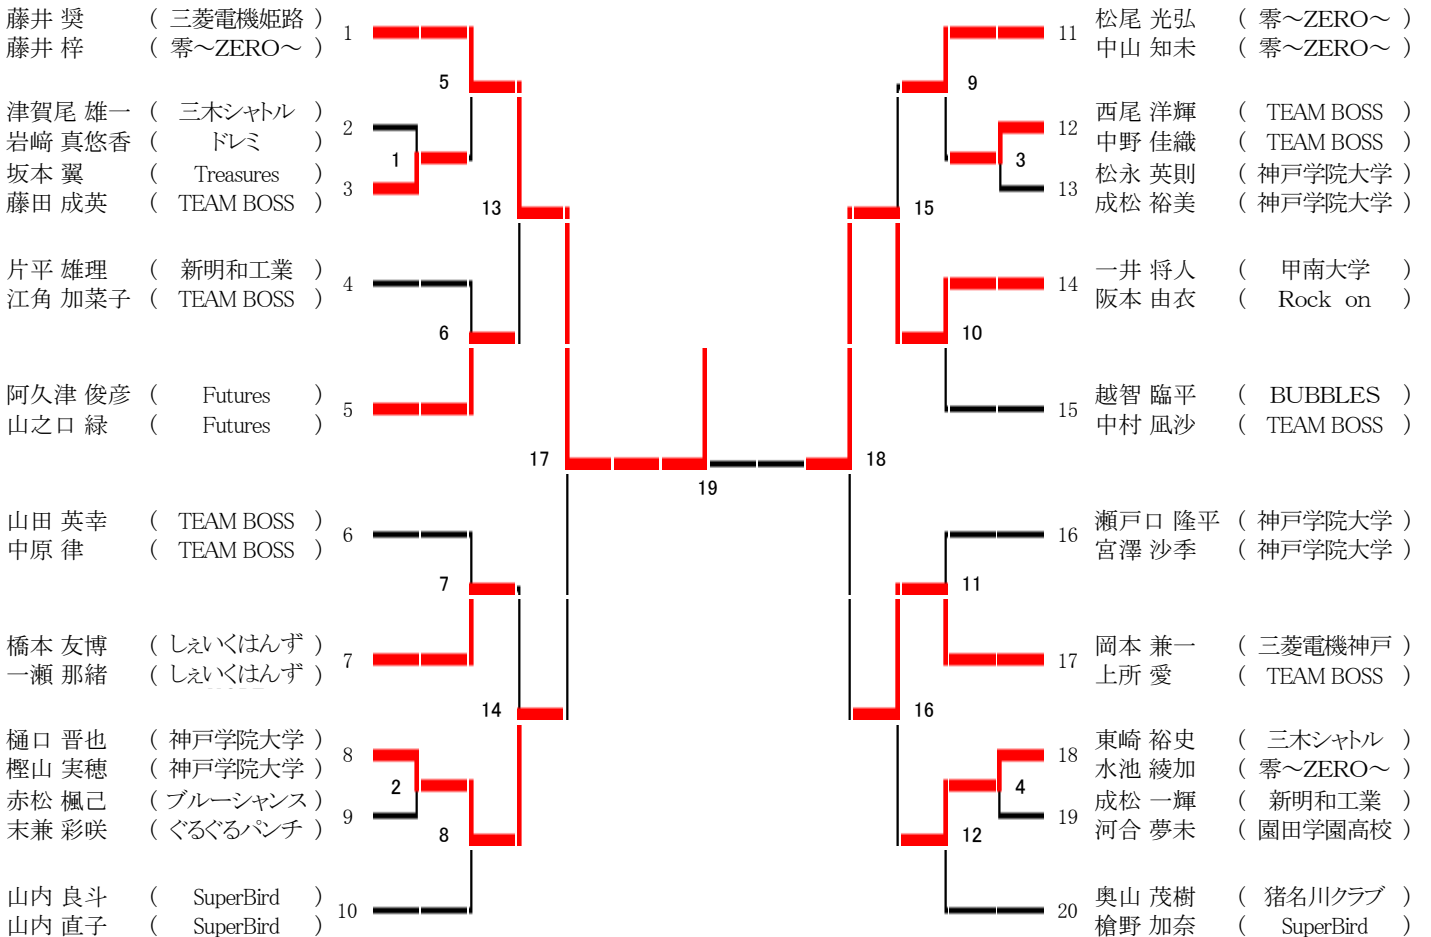 藤井 奨 ( 三菱電機姫路 ) 1
藤井 梓 ( 零～ZERO～ )
5
津賀尾 雄一 ( 三木シャトル ) 2
岩﨑 真悠香 ( ドレミ )
1
坂本 翼 ( Treasures ) 3
藤田 成英 ( TEAM BOSS )
13
片平 雄理 ( 新明和工業 ) 4
江角 加菜子 ( TEAM BOSS )
6
阿久津 俊彦 ( Futures ) 5
山之口 緑 ( Futures )
17
山田 英幸 ( TEAM BOSS ) 6
中原 律 ( TEAM BOSS )
7
橋本 友博 ( しぇいくはんず ) 7
一瀬 那緒 ( しぇいくはんず )
14
樋口 晋也 ( 神戸学院大学 ) 8
樫山 実穂 ( 神戸学院大学 )
2
赤松 楓己 ( ブルーシャンス ) 9
末兼 彩咲 ( ぐるぐるパンチ )
8
山内 良斗 ( SuperBird ) 10
山内 直子 ( SuperBird )
19
11 松尾 光弘 ( 零～ZERO～ )
中山 知未 ( 零～ZERO～ )
9
12 西尾 洋輝 ( TEAM BOSS )
中野 佳織 ( TEAM BOSS )
3
13 松永 英則 ( 神戸学院大学 )
成松 裕美 ( 神戸学院大学 )
15
14 一井 将人 ( 甲南大学 )
阪本 由衣 ( Rock on )
10
15 越智 臨平 ( BUBBLES )
中村 凪沙 ( TEAM BOSS )
18
16 瀬戸口 隆平 ( 神戸学院大学 )
宮澤 沙季 ( 神戸学院大学 )
11
17 岡本 兼一 ( 三菱電機神戸 )
上所 愛 ( TEAM BOSS )
16
18 東崎 裕史 ( 三木シャトル )
水池 綾加 ( 零～ZERO～ )
4
19 成松 一輝 ( 新明和工業 )
河合 夢未 ( 園田学園高校 )
12
20 奥山 茂樹 ( 猪名川クラブ )
槍野 加奈 ( SuperBird )